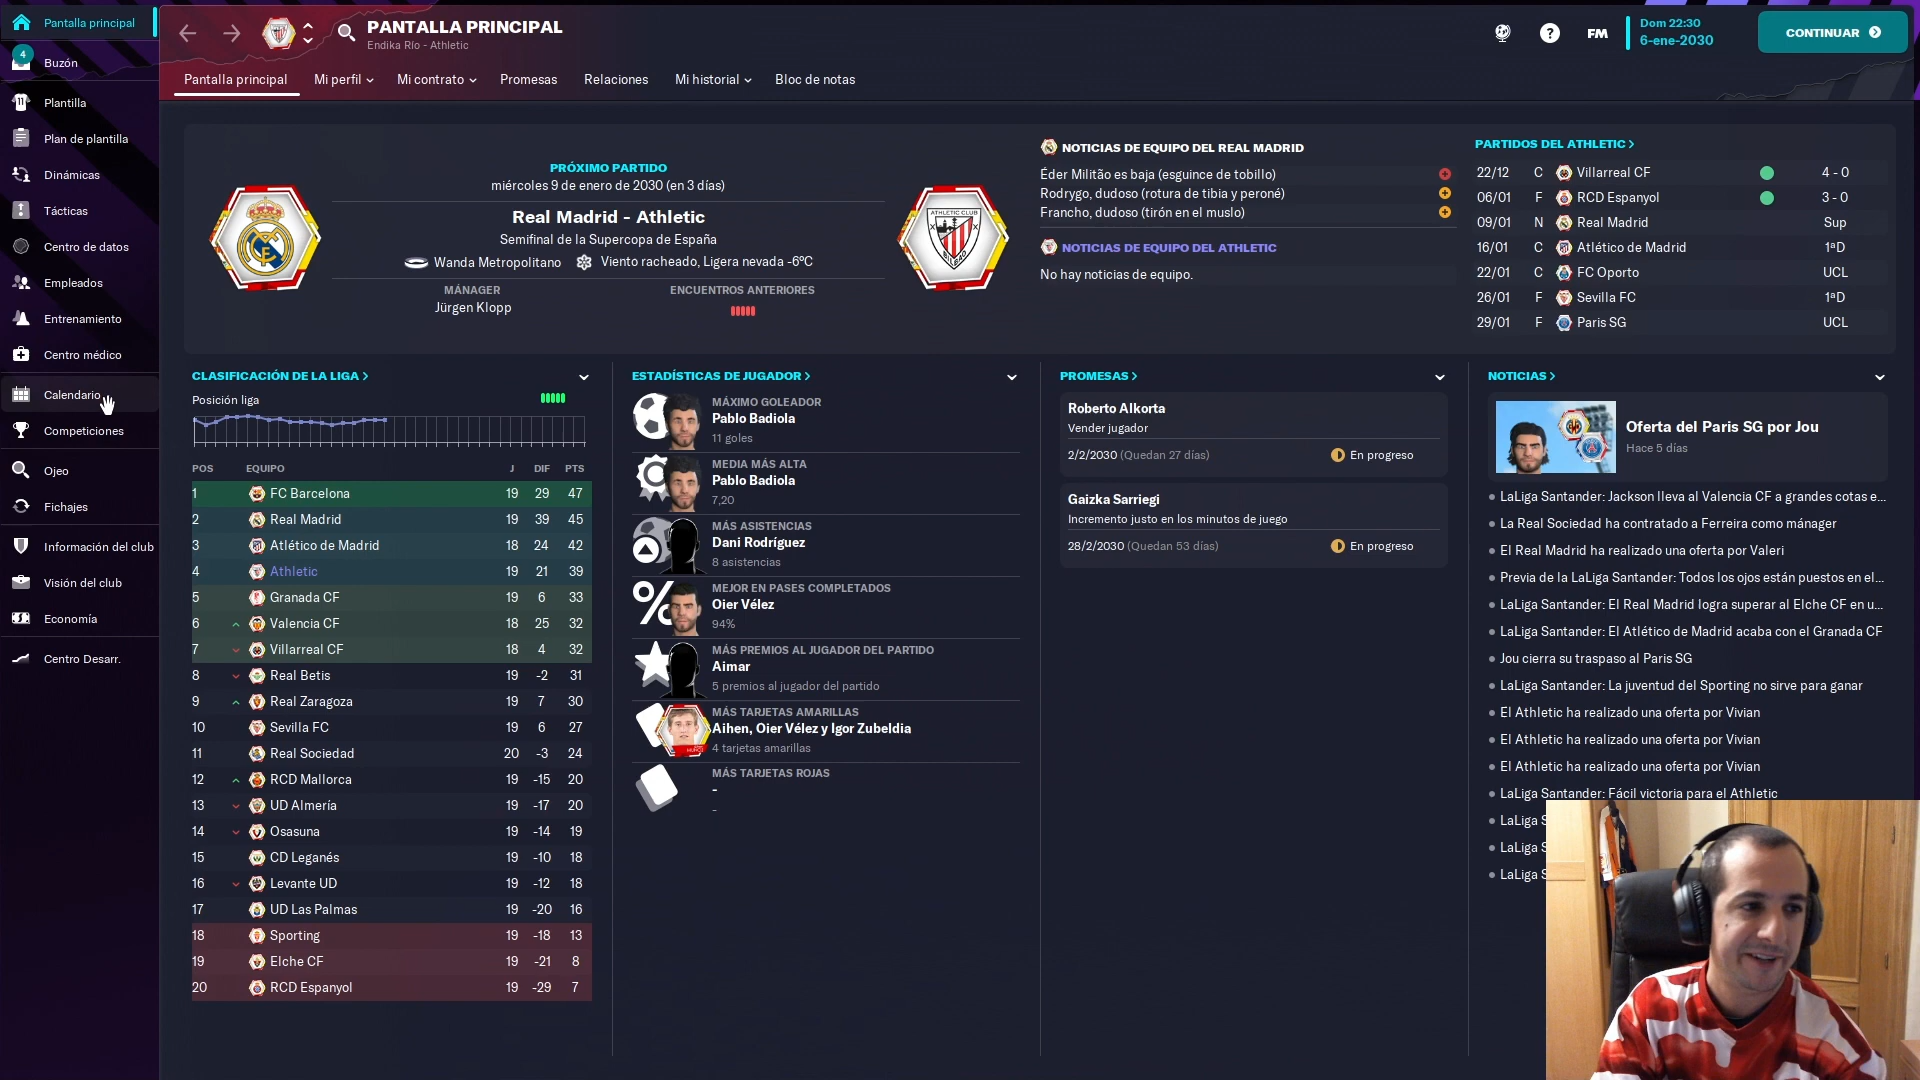 Pantalla principal
4
Buzón
Plantilla
Plan de plantilla
Dinámicas
Tácticas
Centro de datos
Empleados
Entrenamiento
Centro médico
Calendario
Competiciones
Ojeo
Fichajes
Información del club
Visión del club
Economía
Centro Desarr.
PANTALLA PRINCIPAL
Endika Río - Athletic
FM
Dom 22:30
6-ene-2030
CONTINUAR
Pantalla principal Mi perfil Mi contrato Promesas Relaciones Mi historial Bloc de notas
PRÓXIMO PARTIDO
miércoles 9 de enero de 2030 (en 3 días)
Real Madrid - Athletic
Semifinal de la Supercopa de España
Wanda Metropolitano Viento racheado, Ligera nevada -6ºC
MÁNAGER ENCUENTROS ANTERIORES
Jürgen Klopp
ATHLETIC CLUB
BILBAO
NOTICIAS DE EQUIPO DEL REAL MADRID
Éder Militão es baja (esguince de tobillo)
Rodrygo, dudoso (rotura de tibia y peroné)
Francho, dudoso (tirón en el muslo)
NOTICIAS DE EQUIPO DEL ATHLETIC
No hay noticias de equipo.
PARTIDOS DEL ATHLETIC
22/12 C Villarreal CF 4 - 0
06/01 F RCD Espanyol 3 - 0
09/01 N Real Madrid Sup
16/01 C Atlético de Madrid 1ªD
22/01 C FC Oporto UCL
26/01 F Sevilla FC 1ªD
29/01 F Paris SG UCL
CLASIFICACIÓN DE LA LIGA
Posición liga
POS EQUIPO J DIF PTS
1 FC Barcelona 19 29 47
2 Real Madrid 19 39 45
3 Atlético de Madrid 18 24 42
4 Athletic 19 21 39
5 Granada CF 19 6 33
6 Valencia CF 18 25 32
7 Villarreal CF 18 4 32
8 Real Betis 19 -2 31
9 Real Zaragoza 19 7 30
10 Sevilla FC 19 6 27
11 Real Sociedad 20 -3 24
12 RCD Mallorca 19 -15 20
13 UD Almería 19 -17 20
14 Osasuna 19 -14 19
15 CD Leganés 19 -10 18
16 Levante UD 19 -12 18
17 UD Las Palmas 19 -20 16
18 Sporting 19 -18 13
19 Elche CF 19 -21 8
20 RCD Espanyol 19 -29 7
ESTADÍSTICAS DE JUGADOR
MÁXIMO GOLEADOR
Pablo Badiola
11 goles
MEDIA MÁS ALTA
Pablo Badiola
7,20
MÁS ASISTENCIAS
Dani Rodríguez
8 asistencias
MEJOR EN PASES COMPLETADOS
Oier Vélez
94%
MÁS PREMIOS AL JUGADOR DEL PARTIDO
Aimar
5 premios al jugador del partido
MÁS TARJETAS AMARILLAS
Aihen, Oier Vélez y Igor Zubeldia
4 tarjetas amarillas
MÁS TARJETAS ROJAS
-
-
PROMESAS
Roberto Alkorta
Vender jugador
2/2/2030 (Quedan 27 días) En progreso
Gaizka Sarriegi
Incremento justo en los minutos de juego
28/2/2030 (Quedan 53 días) En progreso
NOTICIAS
Oferta del Paris SG por Jou
Hace 5 días
LaLiga Santander: Jackson lleva al Valencia CF a grandes cotas e...
La Real Sociedad ha contratado a Ferreira como mánager
El Real Madrid ha realizado una oferta por Valeri
Previa de la LaLiga Santander: Todos los ojos están puestos en el...
LaLiga Santander: El Real Madrid logra superar al Elche CF en u...
LaLiga Santander: El Atlético de Madrid acaba con el Granada CF
Jou cierra su traspaso al Paris SG
LaLiga Santander: La juventud del Sporting no sirve para ganar
El Athletic ha realizado una oferta por Vivian
El Athletic ha realizado una oferta por Vivian
El Athletic ha realizado una oferta por Vivian
LaLiga Santander: Fácil victoria para el Athletic
LaLiga S
LaLiga S
LaLiga S